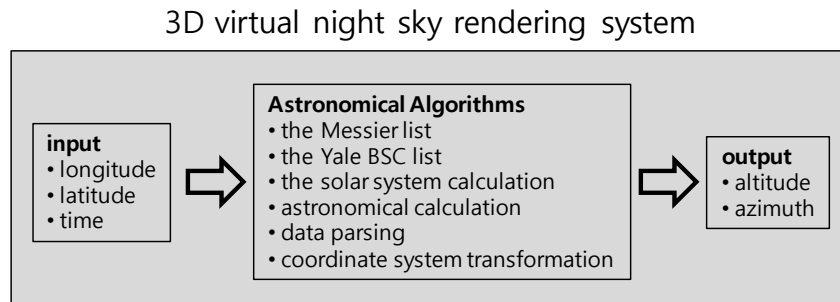 3D virtual night sky rendering system
input
• longitude
• latitude
• time
Astronomical Algorithms
• the Messier list
• the Yale BSC list
• the solar system calculation
• astronomical calculation
• data parsing
• coordinate system transformation
output
• altitude
• azimuth